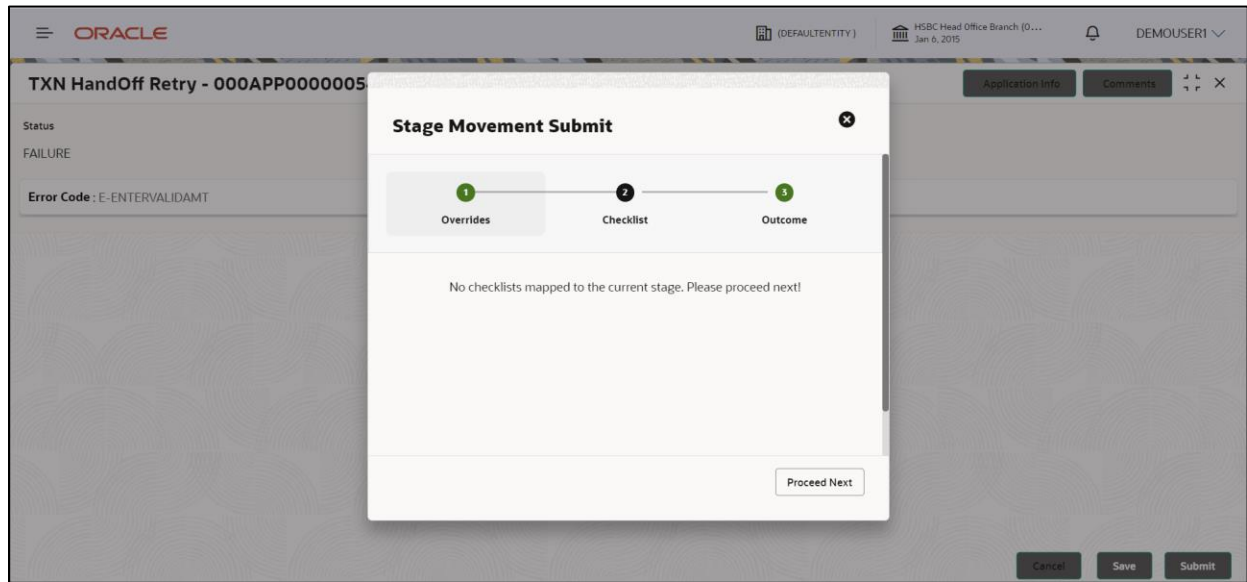 ORACLE
(DEFAULTENTITY)
HSBC Head Office Branch (0...
Jan 6, 2015
DEMOUSER1
TXN HandOff Retry - 000APP0000005
Application Info
Comments
Status
FAILURE
Error Code : E-ENTERVALIDAMT
Stage Movement Submit
1
2
3
Overrides
Checklist
Outcome
No checklists mapped to the current stage. Please proceed next!
Proceed Next
Cancel
Save
Submit